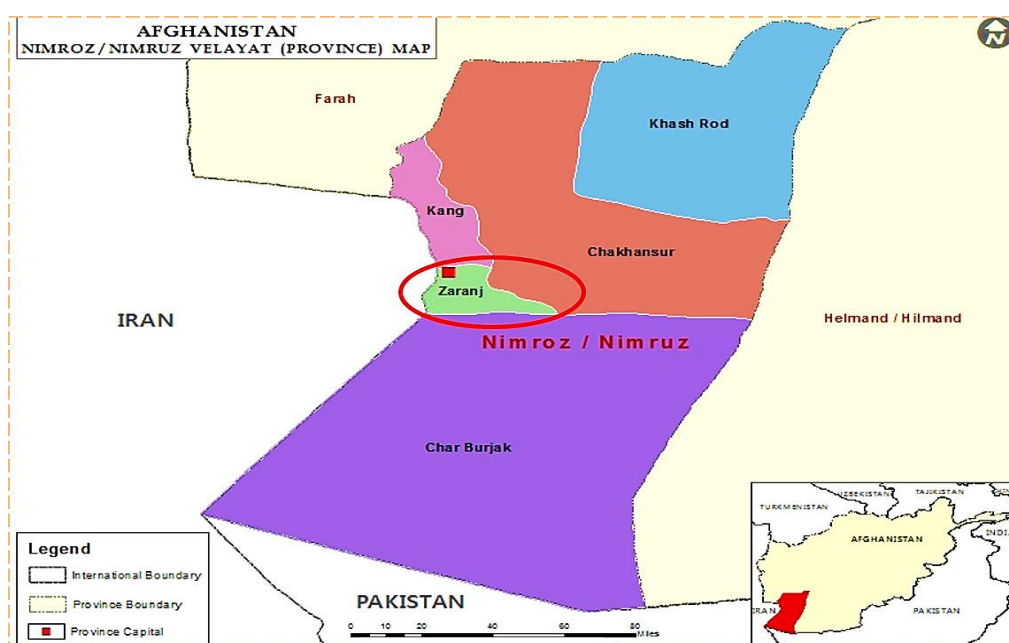 AFGHANISTAN
NIMROZ/NIMRUZ VELAYAT (PROVINCE) MAP
N
Farah
Khash Rod
Kang
Chakhansur
Zaranj
IRAN
Helmand / Hilmand
Nimroz / Nimruz
Char Burjak
Legend
International Boundary
Province Boundary
Province Capital
PAKISTAN
0 20 40 60 80
Miles
UZBEKISTAN
TAJIKISTAN
TURKMENISTAN
AFGHANISTAN
INDI
IRAN
PAKISTAN